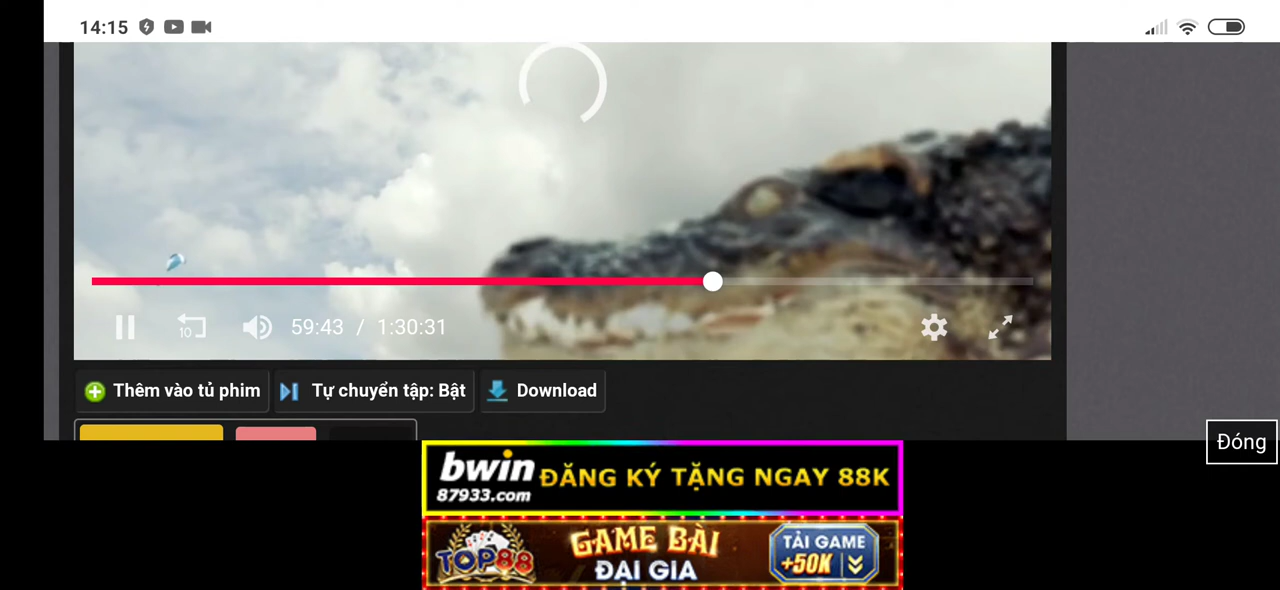 14:15
10
59:43 / 1:30:31
Thêm vào tủ phim
Tự chuyển tập: Bật
Download
Đóng
bwin
87933.com
ĐĂNG KÝ TẶNG NGAY 88K
TOP88
GAME BÀI
ĐẠI GIA
TẢI GAME
+50K